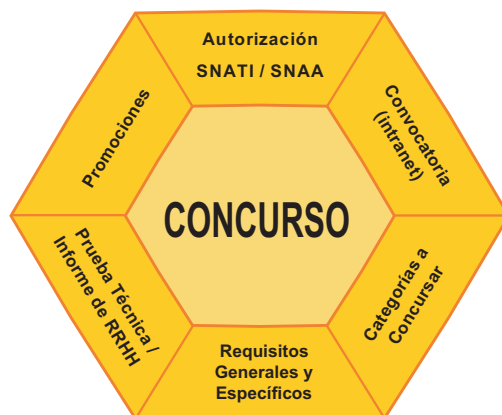 Autorización
SNATI / SNAA
Convocatoria
(intranet)
Categorías a
Concursar
Requisitos
Generales y
Específicos
Prueba Técnica /
Informe de RRHH
Promociones
CONCURSO